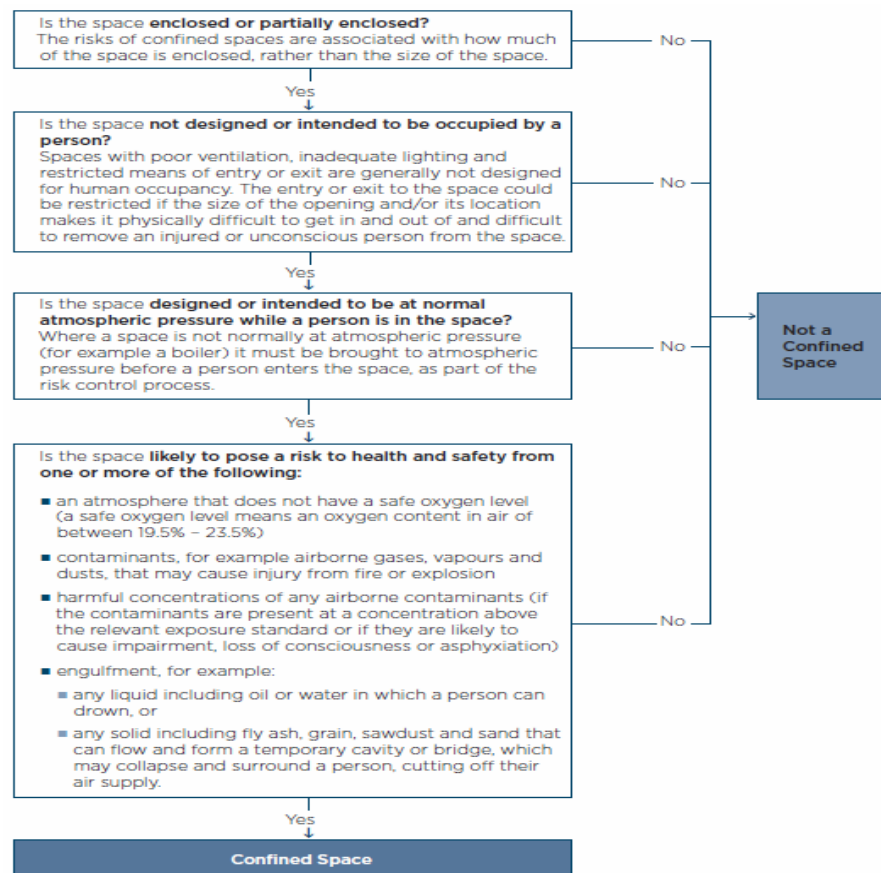 Is the space enclosed or partially enclosed?
The risks of confined spaces are associated with how much
of the space is enclosed, rather than the size of the space.
No
Yes
Is the space not designed or intended to be occupied by a
person?
Spaces with poor ventilation, inadequate lighting and
restricted means of entry or exit are generally not designed
for human occupancy. The entry or exit to the space could
be restricted if the size of the opening and/or its location
makes it physically difficult to get in and out of and difficult
to remove an injured or unconscious person from the space.
No
Yes
Is the space designed or intended to be at normal
atmospheric pressure while a person is in the space?
Where a space is not normally at atmospheric pressure
(for example a boiler) it must be brought to atmospheric
pressure before a person enters the space, as part of the
risk control process.
No
Not a
Confined
Space
Yes
Is the space likely to pose a risk to health and safety from
one or more of the following:
■ an atmosphere that does not have a safe oxygen level
(a safe oxygen level means an oxygen content in air of
between 19.5% – 23.5%)
■ contaminants, for example airborne gases, vapours and
dusts, that may cause injury from fire or explosion
■ harmful concentrations of any airborne contaminants (if
the contaminants are present at a concentration above
the relevant exposure standard or if they are likely to
cause impairment, loss of consciousness or asphyxiation)
■ engulfment, for example:
■ any liquid including oil or water in which a person can
drown, or
■ any solid including fly ash, grain, sawdust and sand that
can flow and form a temporary cavity or bridge, which
may collapse and surround a person, cutting off their
air supply.
No
Yes
Confined Space